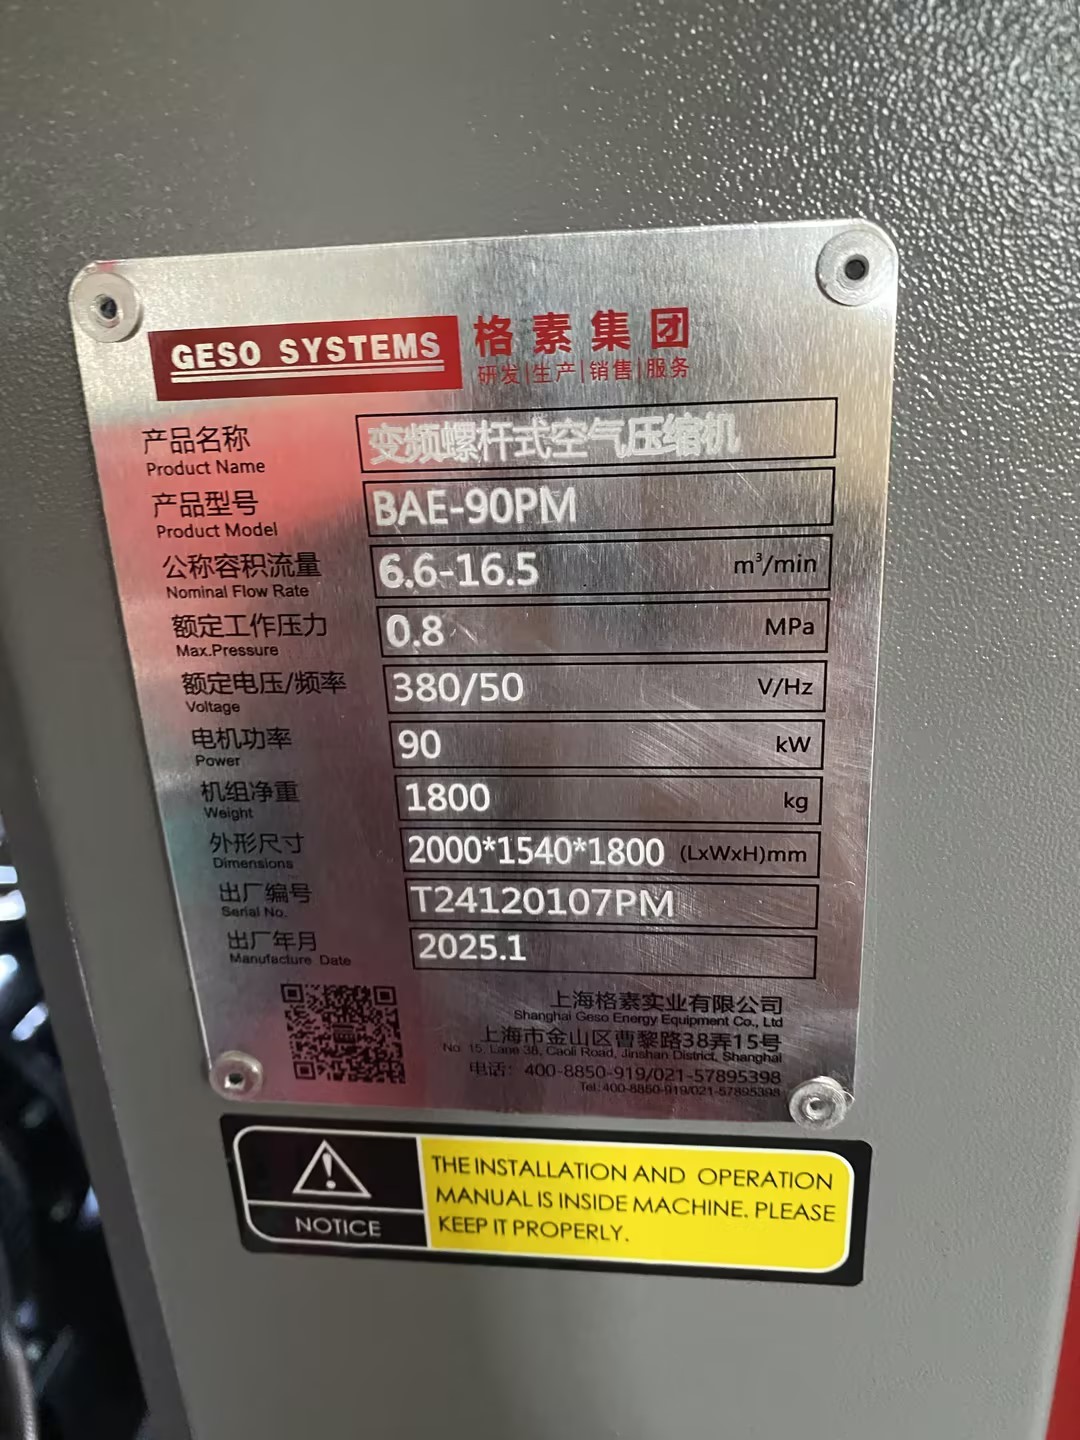 GESO SYSTEMS 格素集团
研发|生产|销售|服务
产品名称 变频螺杆式空气压缩机
Product Name
产品型号 BAE-90PM
Product Model
公称容积流量 6.6-16.5 m³/min
Nominal Flow Rate
额定工作压力 0.8 MPa
Max.Pressure
额定电压/频率 380/50 V/Hz
Voltage
电机功率 90 kW
Power
机组净重 1800 kg
Weight
外形尺寸 2000*1540*1800 (LxWxH)mm
Dimensions
出厂编号 T24120107PM
Serial No.
出厂年月 2025.1
Manufacture Date
上海格素实业有限公司
Shanghai Geso Energy Equipment Co., Ltd
上海市金山区曹黎路38弄15号
No. 15, Lane 38, Caoli Road, Jinshan District, Shanghai
电话：400-8850-919/021-57895398
Tel:400-8850-919/021-57895398
NOTICE
THE INSTALLATION AND OPERATION
MANUAL IS INSIDE MACHINE. PLEASE
KEEP IT PROPERLY.